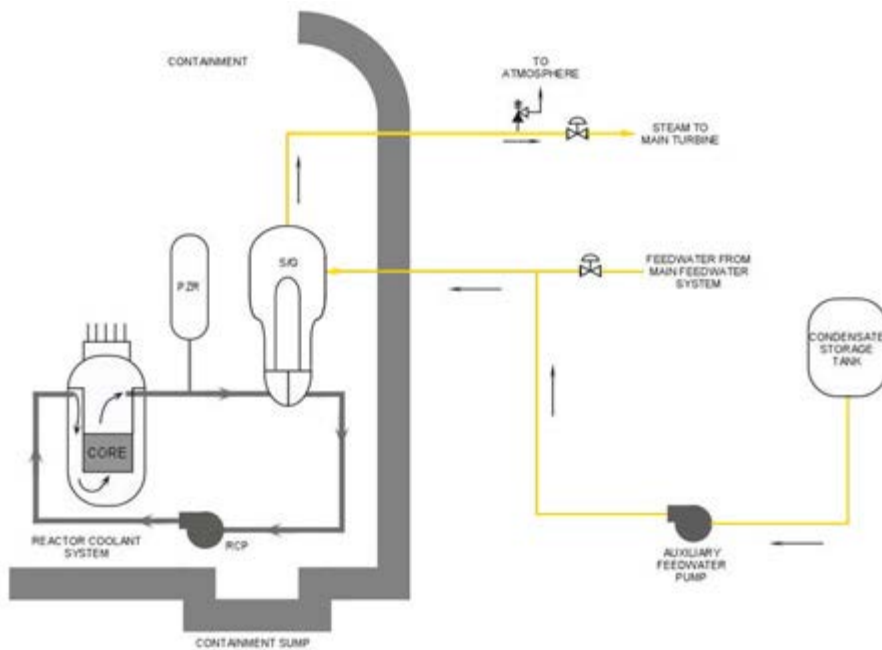 CONTAINMENT
TO
ATMOSPHERE
STEAM TO
MAIN TURBINE
S/G
PZR
FEEDWATER FROM
MAIN FEEDWATER
SYSTEM
CONDENSATE
STORAGE
TANK
CORE
REACTOR COOLANT
SYSTEM
RCP
AUXILIARY
FEEDWATER
PUMP
CONTAINMENT SUMP